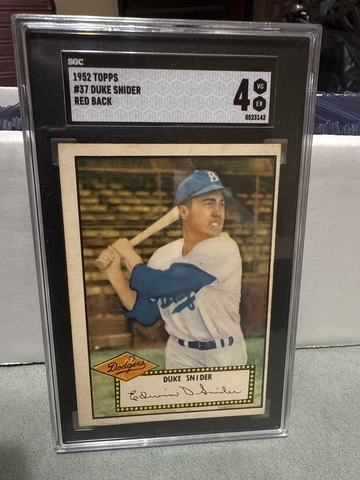 SGC
1952 TOPPS
#37 DUKE SNIDER
RED BACK
4
VG
EX
0523142
B
Dodgers
DUKE SNIDER
Edwin D Snider